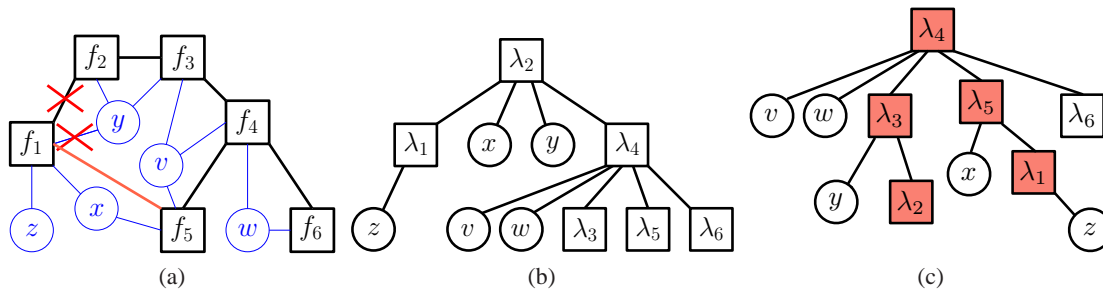 f₂ f₃
f₁ y f₄
v
z x f₅ w f₆
(a)
λ₂
λ₁ x y λ₄
z v w λ₃ λ₅ λ₆
(b)
λ₄
v w λ₃ λ₅ λ₆
y λ₂ x λ₁
z
(c)